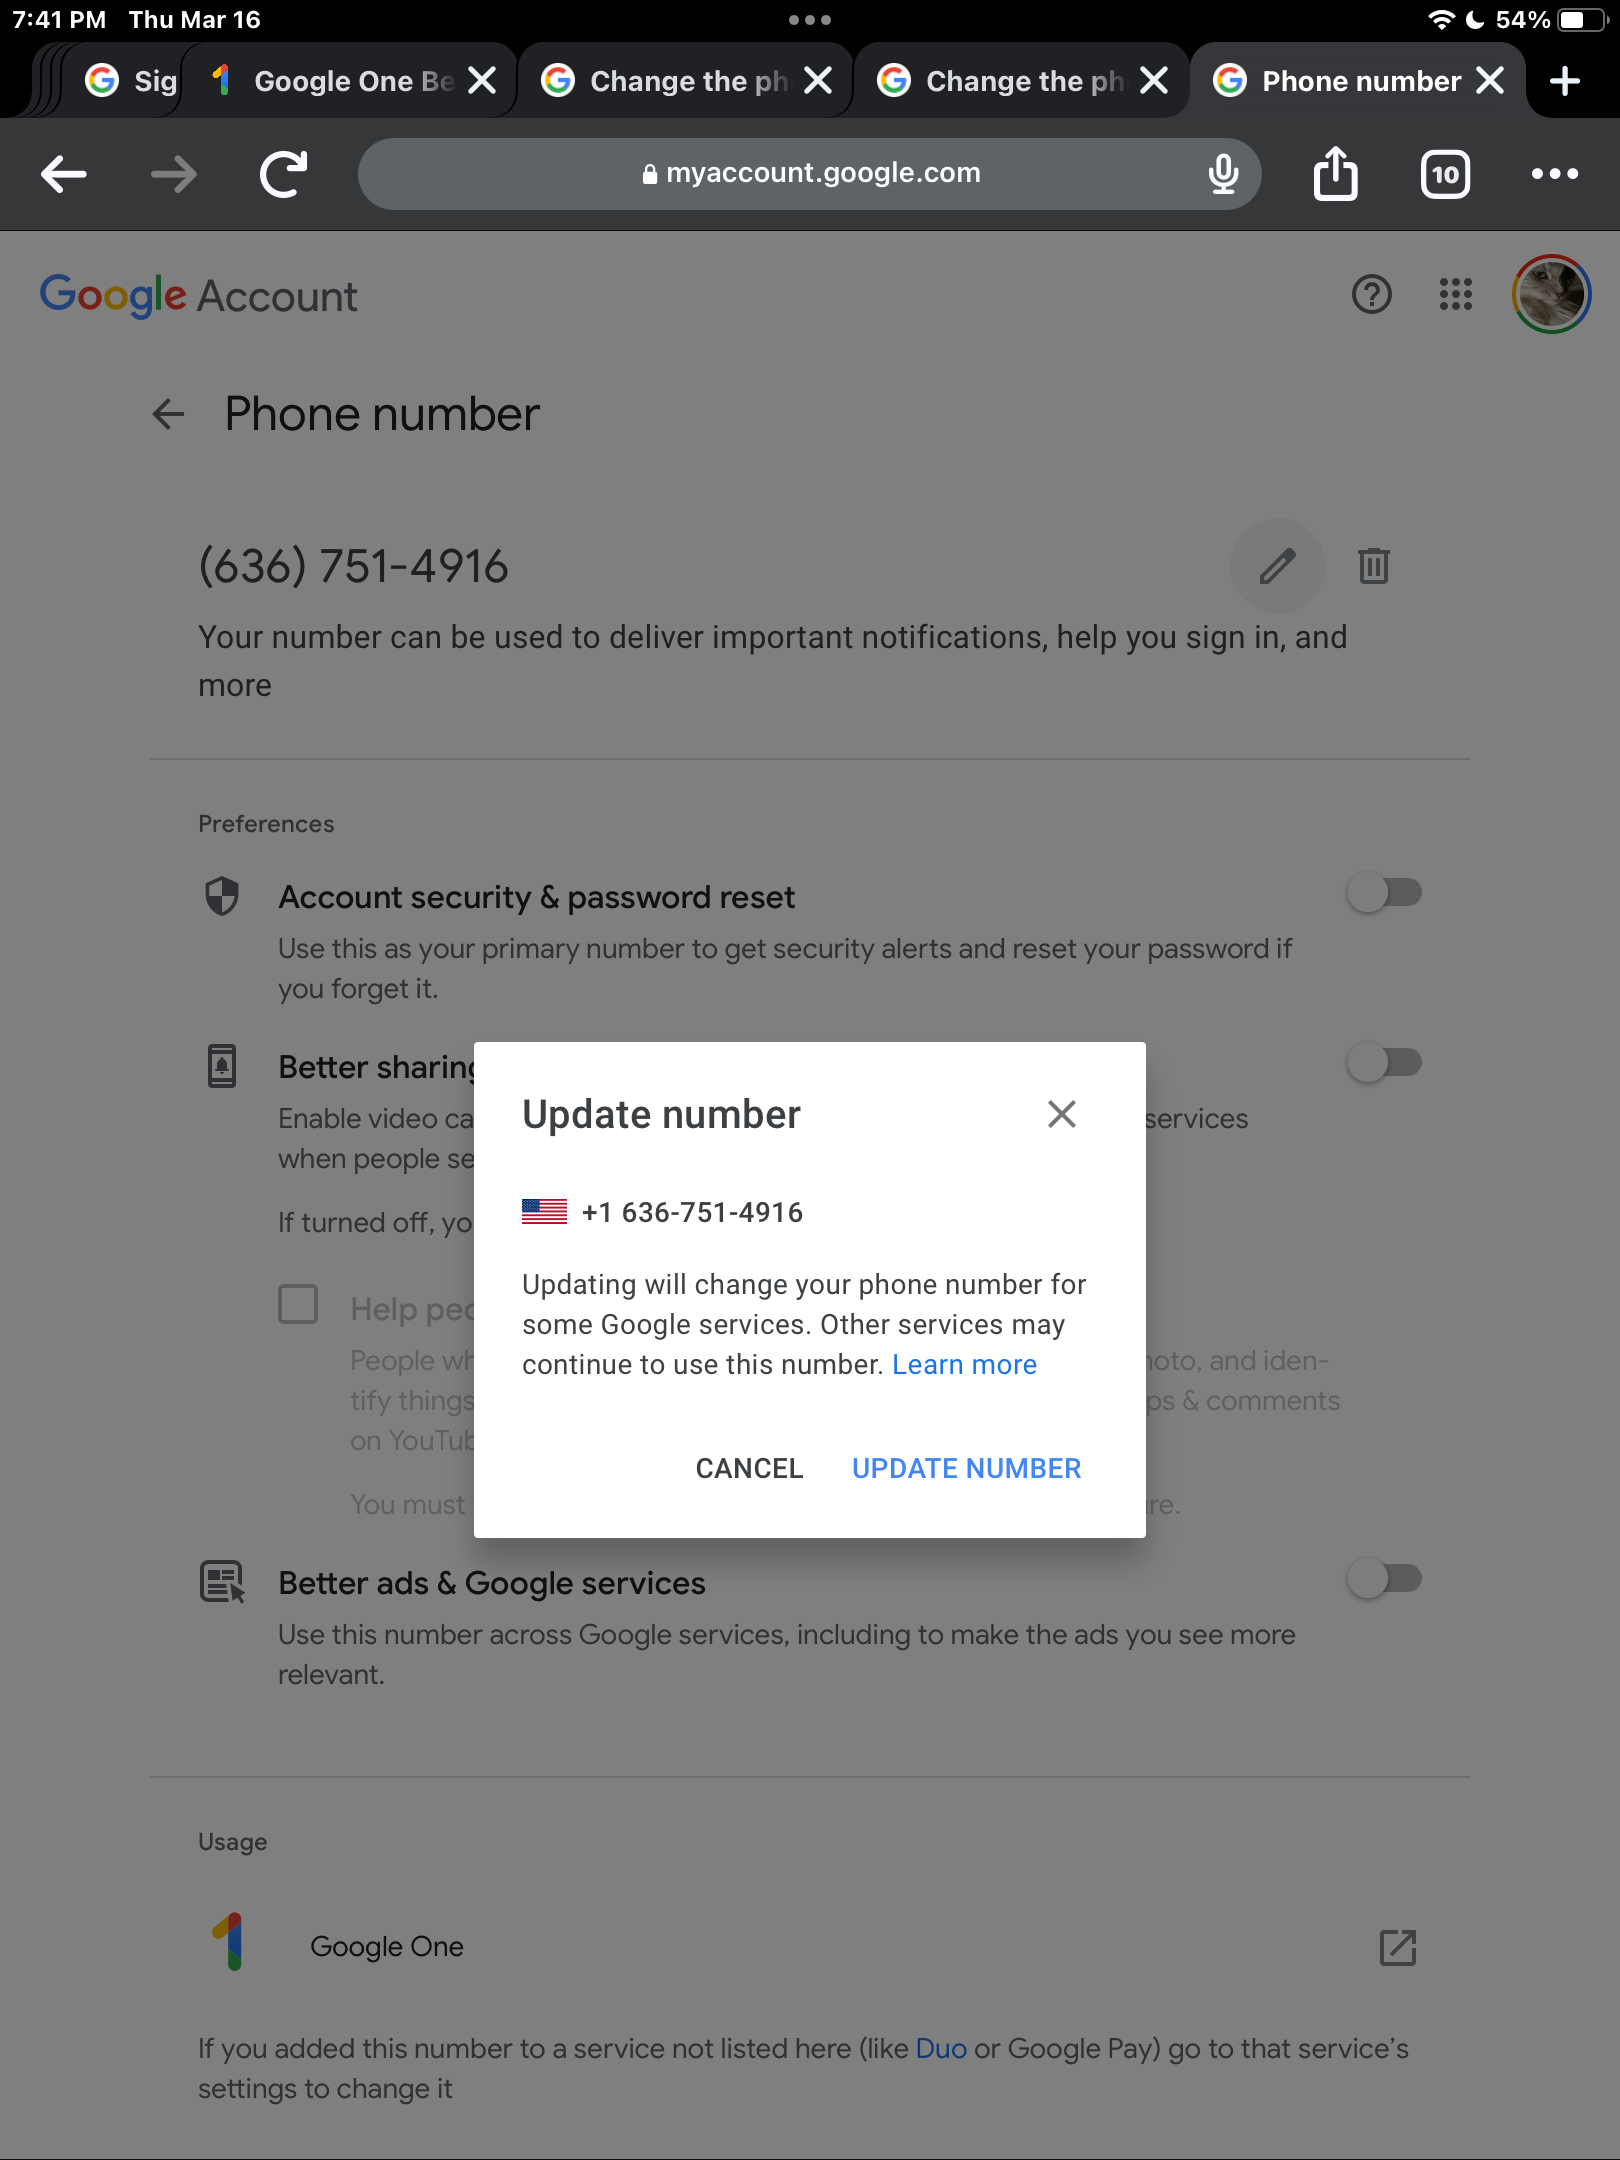 7:41 PM Thu Mar 16
54%
Sig
Google One Be
Change the ph
Change the ph
Phone number
myaccount.google.com
10
Google Account
Phone number
(636) 751-4916
Your number can be used to deliver important notifications, help you sign in, and
more
Preferences
Account security & password reset
Use this as your primary number to get security alerts and reset your password if
you forget it.
Better sharing
Enable video ca
services
when people se
If turned off, yo
Help peo
People wh
hoto, and iden-
tify things
ps & comments
on YouTub
You must
re.
Update number
+1 636-751-4916
Updating will change your phone number for
some Google services. Other services may
continue to use this number. Learn more
CANCEL UPDATE NUMBER
Better ads & Google services
Use this number across Google services, including to make the ads you see more
relevant.
Usage
Google One
If you added this number to a service not listed here (like Duo or Google Pay) go to that service's
settings to change it